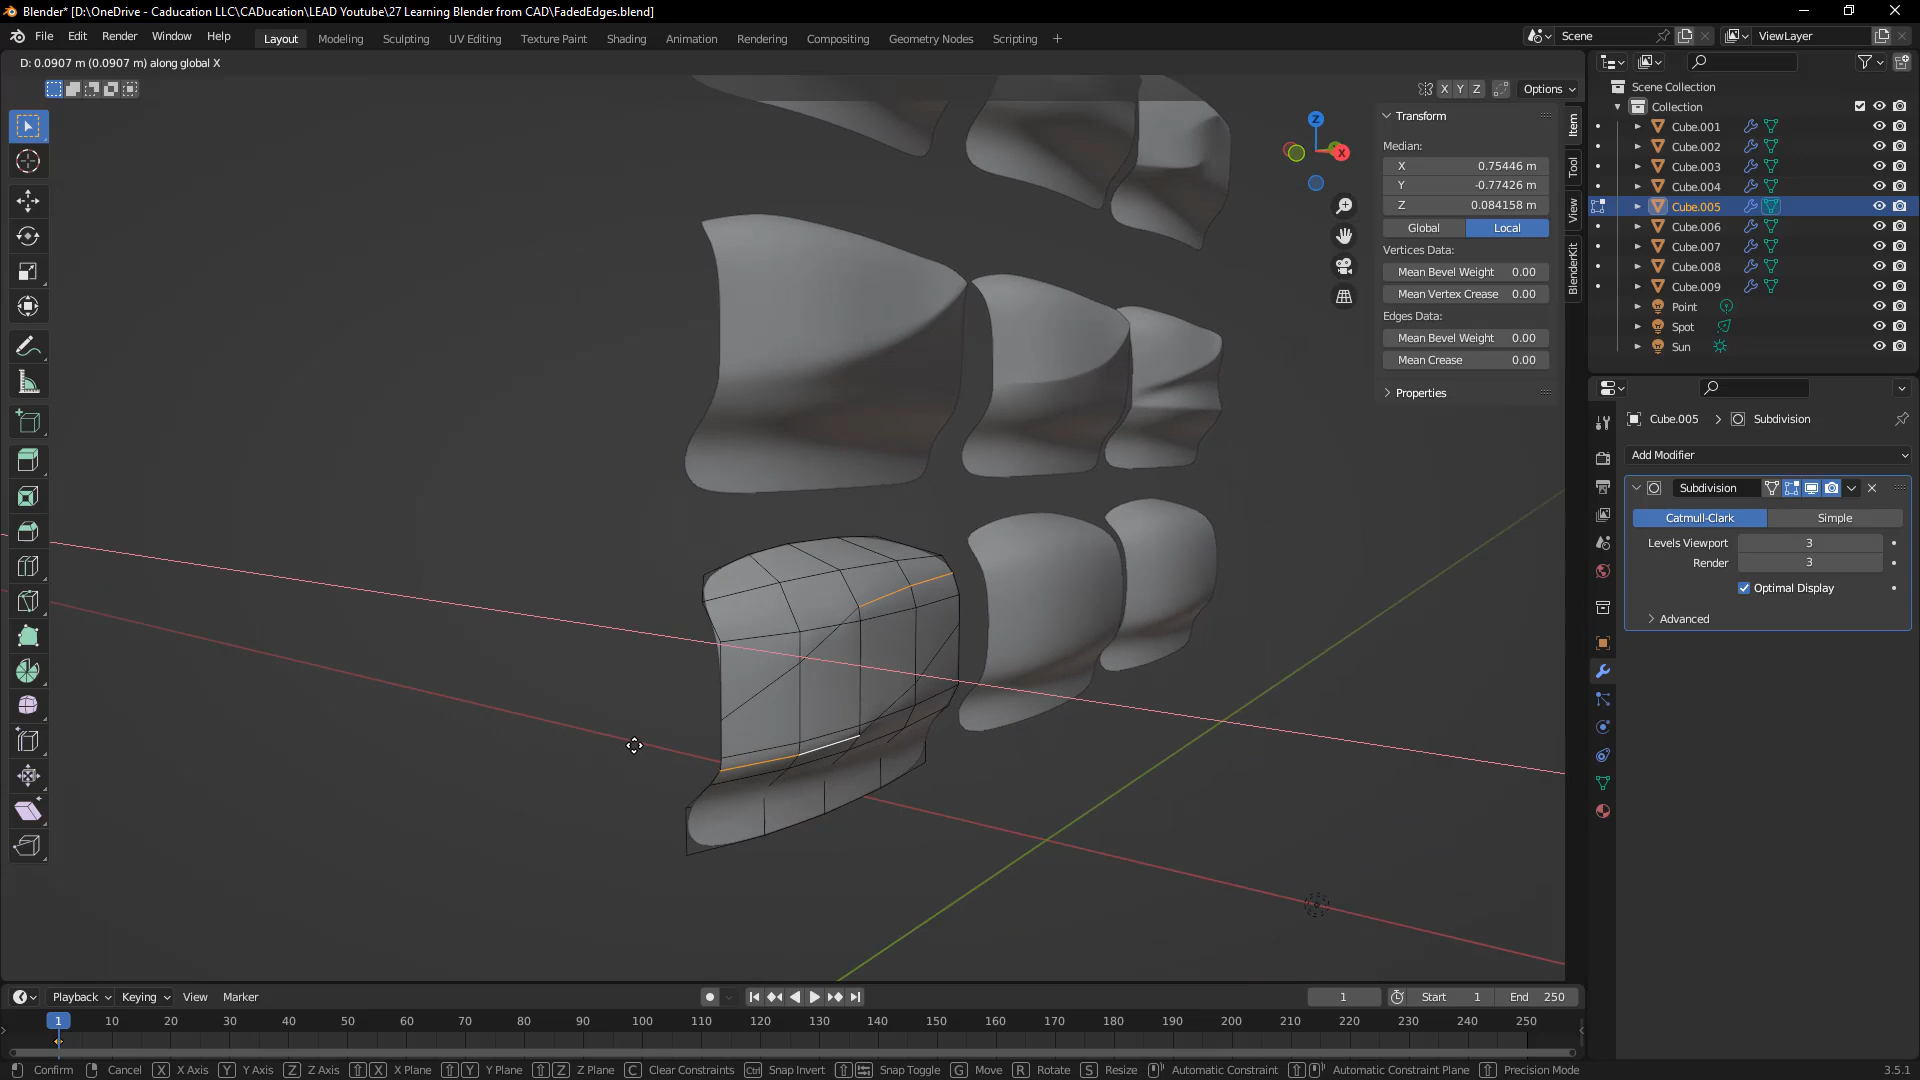 Blender* [D:\OneDrive - Caducation LLC\CADucation\LEAD Youtube\27 Learning Blender from CAD\FadedEdges.blend]
File Edit Render Window Help Layout Modeling Sculpting UV Editing Texture Paint Shading Animation Rendering Compositing Geometry Nodes Scripting + Scene ViewLayer
D: 0.0907 m (0.0907 m) along global X
X Y Z Options
Transform
Median:
X 0.75446 m
Y -0.77426 m
Z 0.084158 m
Global Local
Vertices Data:
Mean Bevel Weight 0.00
Mean Vertex Crease 0.00
Edges Data:
Mean Bevel Weight 0.00
Mean Crease 0.00
Properties
Item
Tool
View
BlenderKit
Z
X
Scene Collection
Collection
Cube.001
Cube.002
Cube.003
Cube.004
Cube.005
Cube.006
Cube.007
Cube.008
Cube.009
Point
Spot
Sun
Cube.005 > Subdivision
Add Modifier
Subdivision
Catmull-Clark Simple
Levels Viewport 3
Render 3
Optimal Display
Advanced
Playback Keying View Marker 1 Start 1 End 250
1 10 20 30 40 50 60 70 80 90 100 110 120 130 140 150 160 170 180 190 200 210 220 230 240 250
Confirm Cancel X X Axis Y Y Axis Z Z Axis X X Plane Y Y Plane Z Z Plane C Clear Constraints Ctrl Snap Invert Snap Toggle G Move R Rotate S Resize Automatic Constraint Automatic Constraint Plane Precision Mode 3.5.1